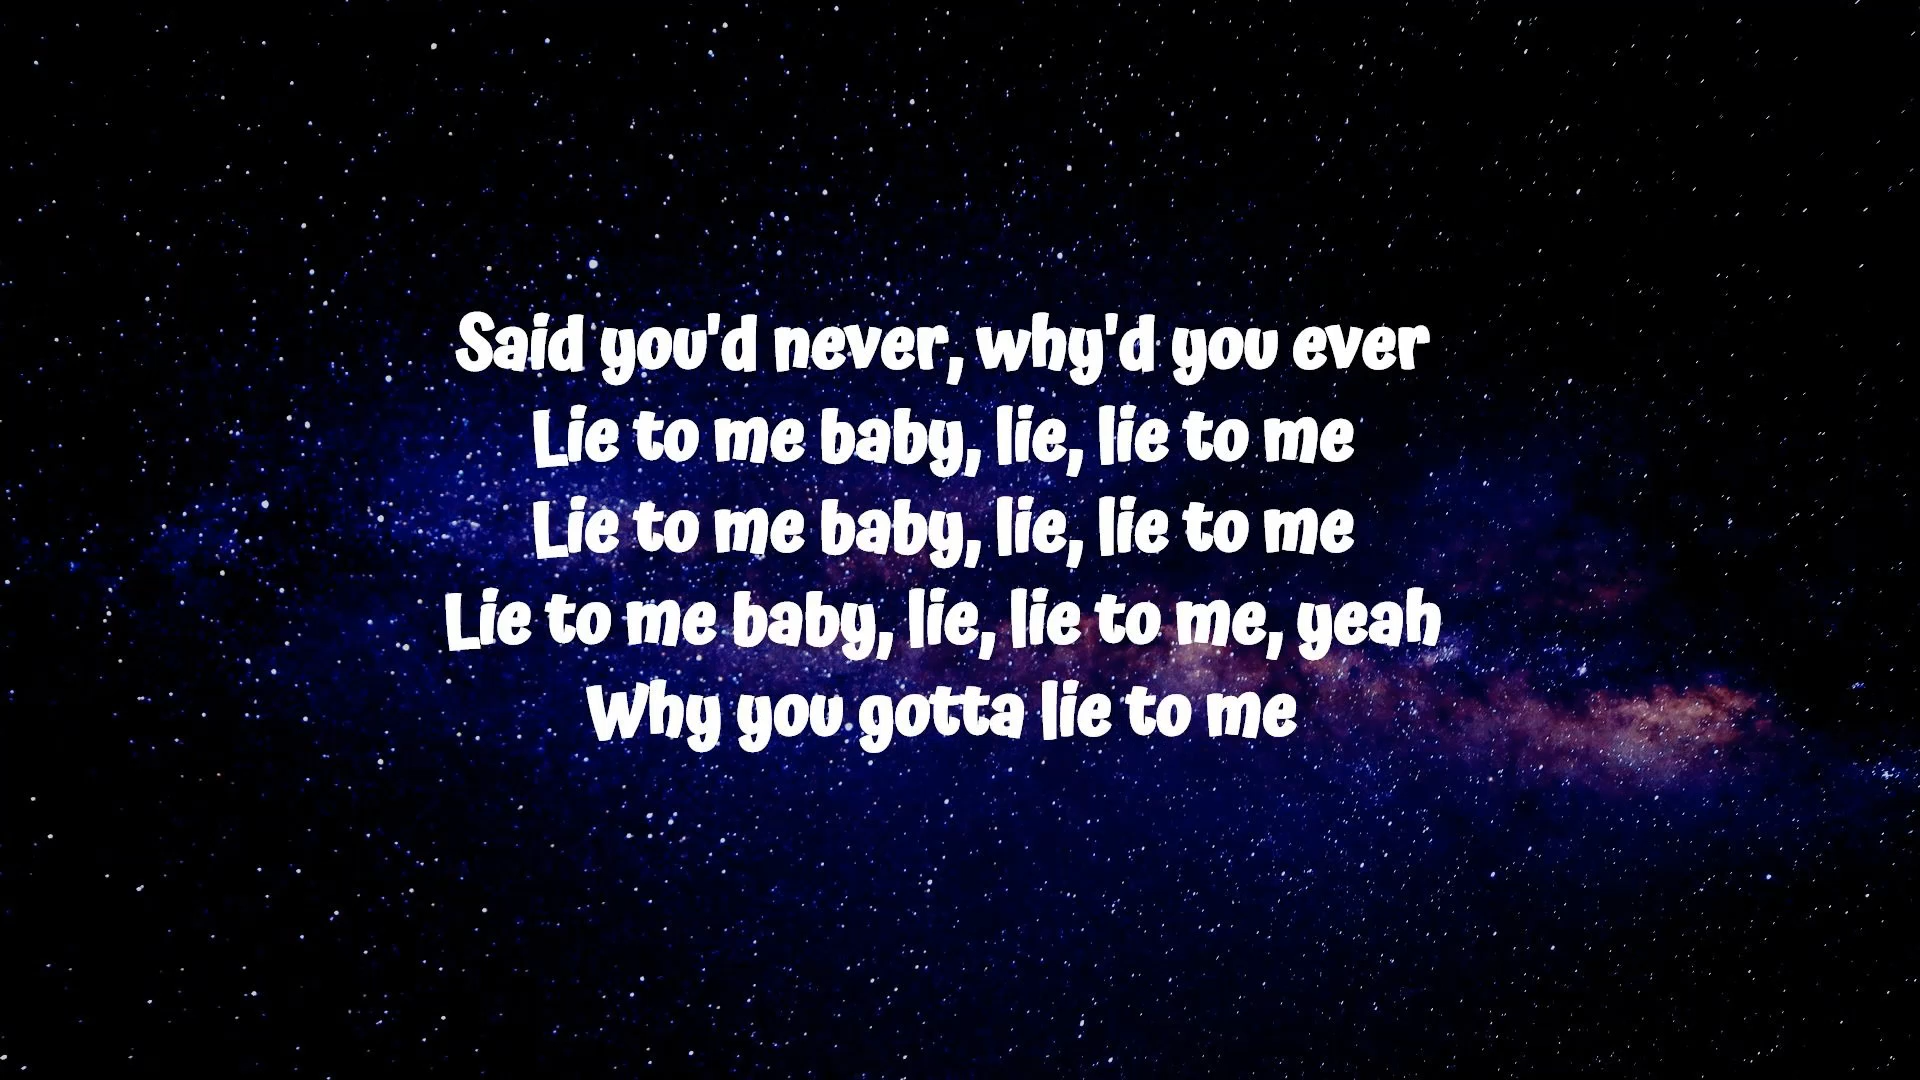 Said you'd never, why'd you ever
Lie to me baby, lie, lie to me
Lie to me baby, lie, lie to me
Lie to me baby, lie, lie to me, yeah
Why you gotta lie to me